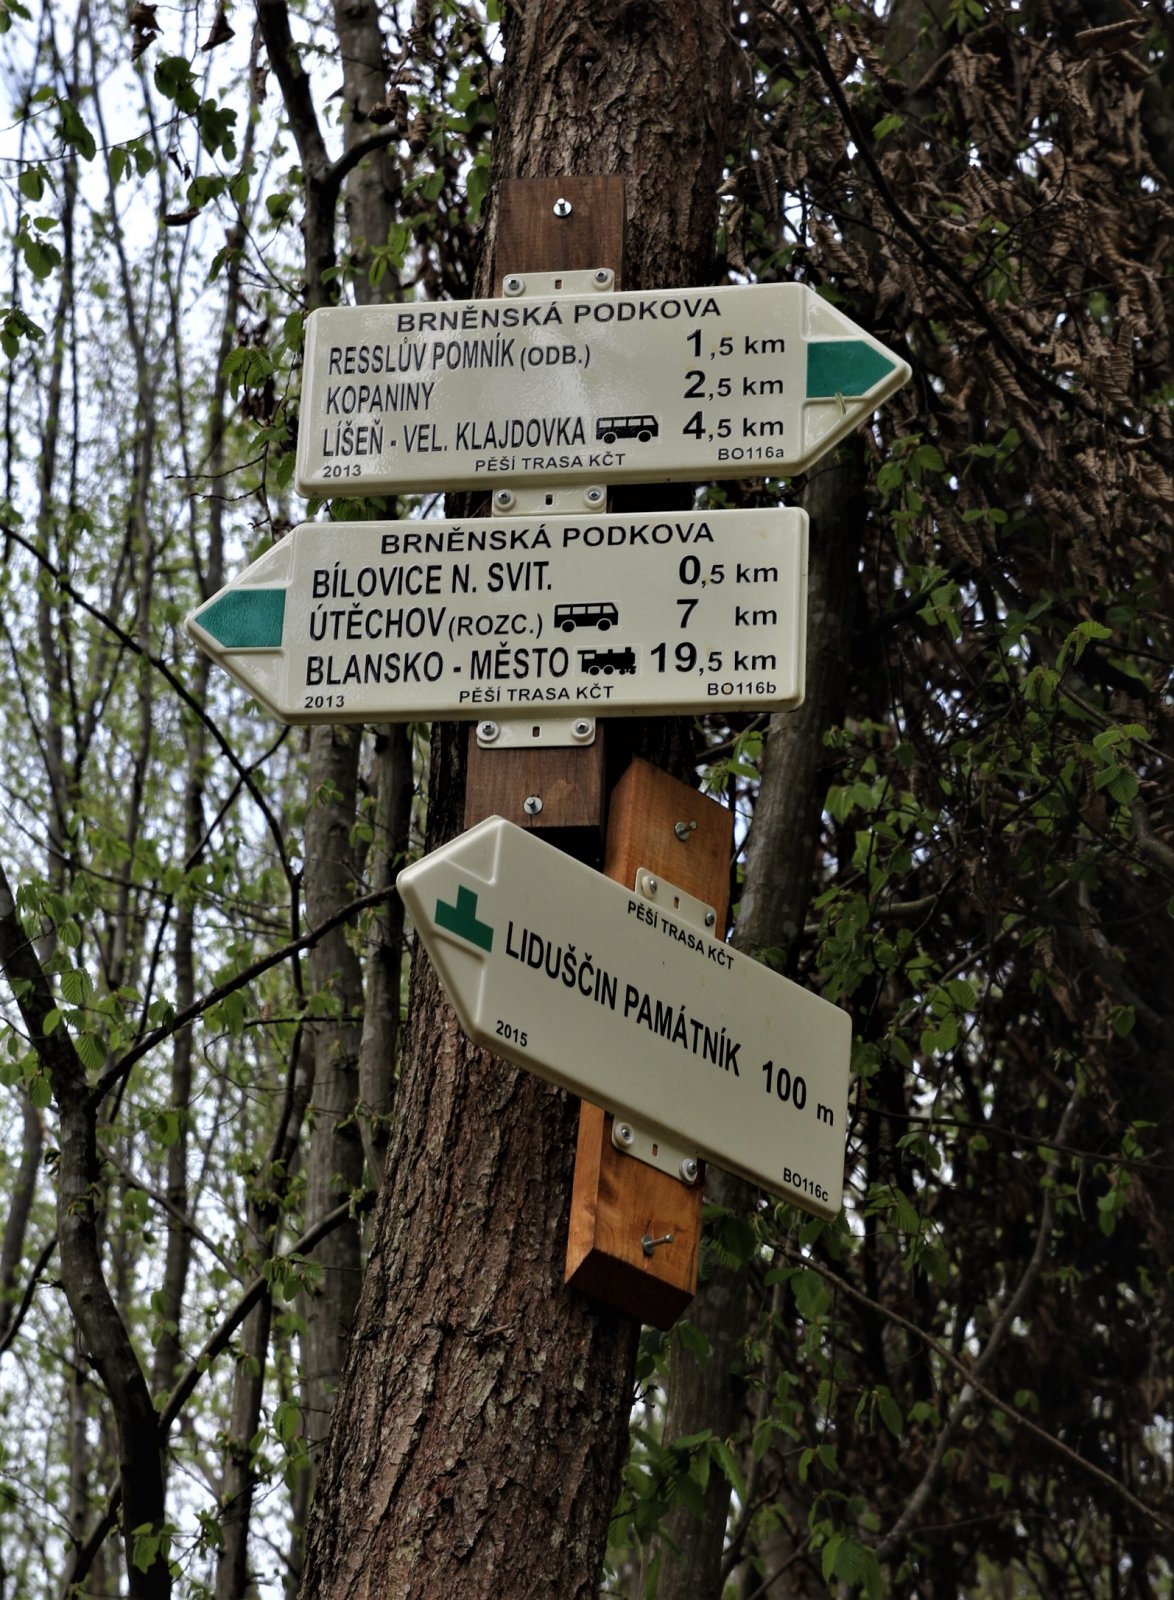 BRNĚNSKÁ PODKOVA
RESSLŮV POMNÍK (ODB.) 1,5 km
KOPANINY 2,5 km
LÍŠEŇ - VEL. KLAJDOVKA 4,5 km
2013 PĚŠÍ TRASA KČT BO116a
BRNĚNSKÁ PODKOVA
BÍLOVICE N. SVIT. 0,5 km
ÚTĚCHOV (ROZC.) 7 km
BLANSKO - MĚSTO 19,5 km
2013 PĚŠÍ TRASA KČT BO116b
PĚŠÍ TRASA KČT
LIDUŠČIN PAMÁTNÍK 100 m
2015 BO116c